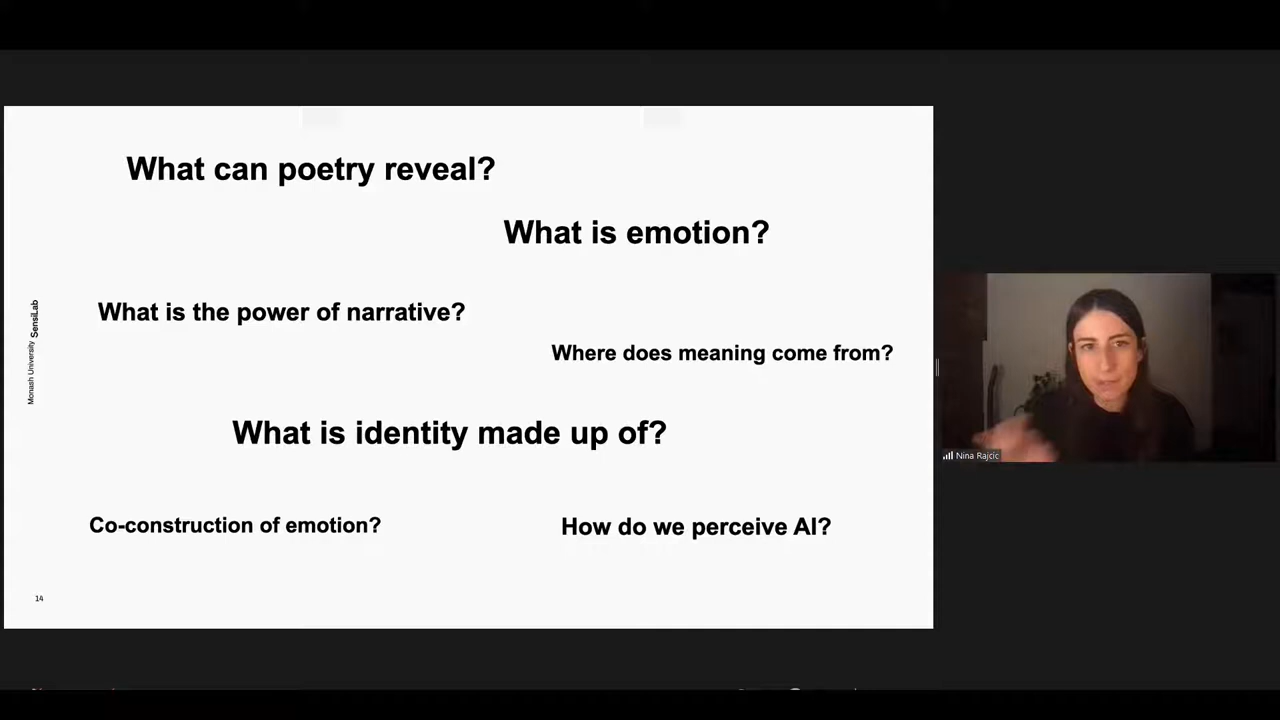 What can poetry reveal?
What is emotion?
What is the power of narrative?
Where does meaning come from?
What is identity made up of?
Co-construction of emotion?
How do we perceive AI?
Monash University SensiLab
14
Nina Rajcic